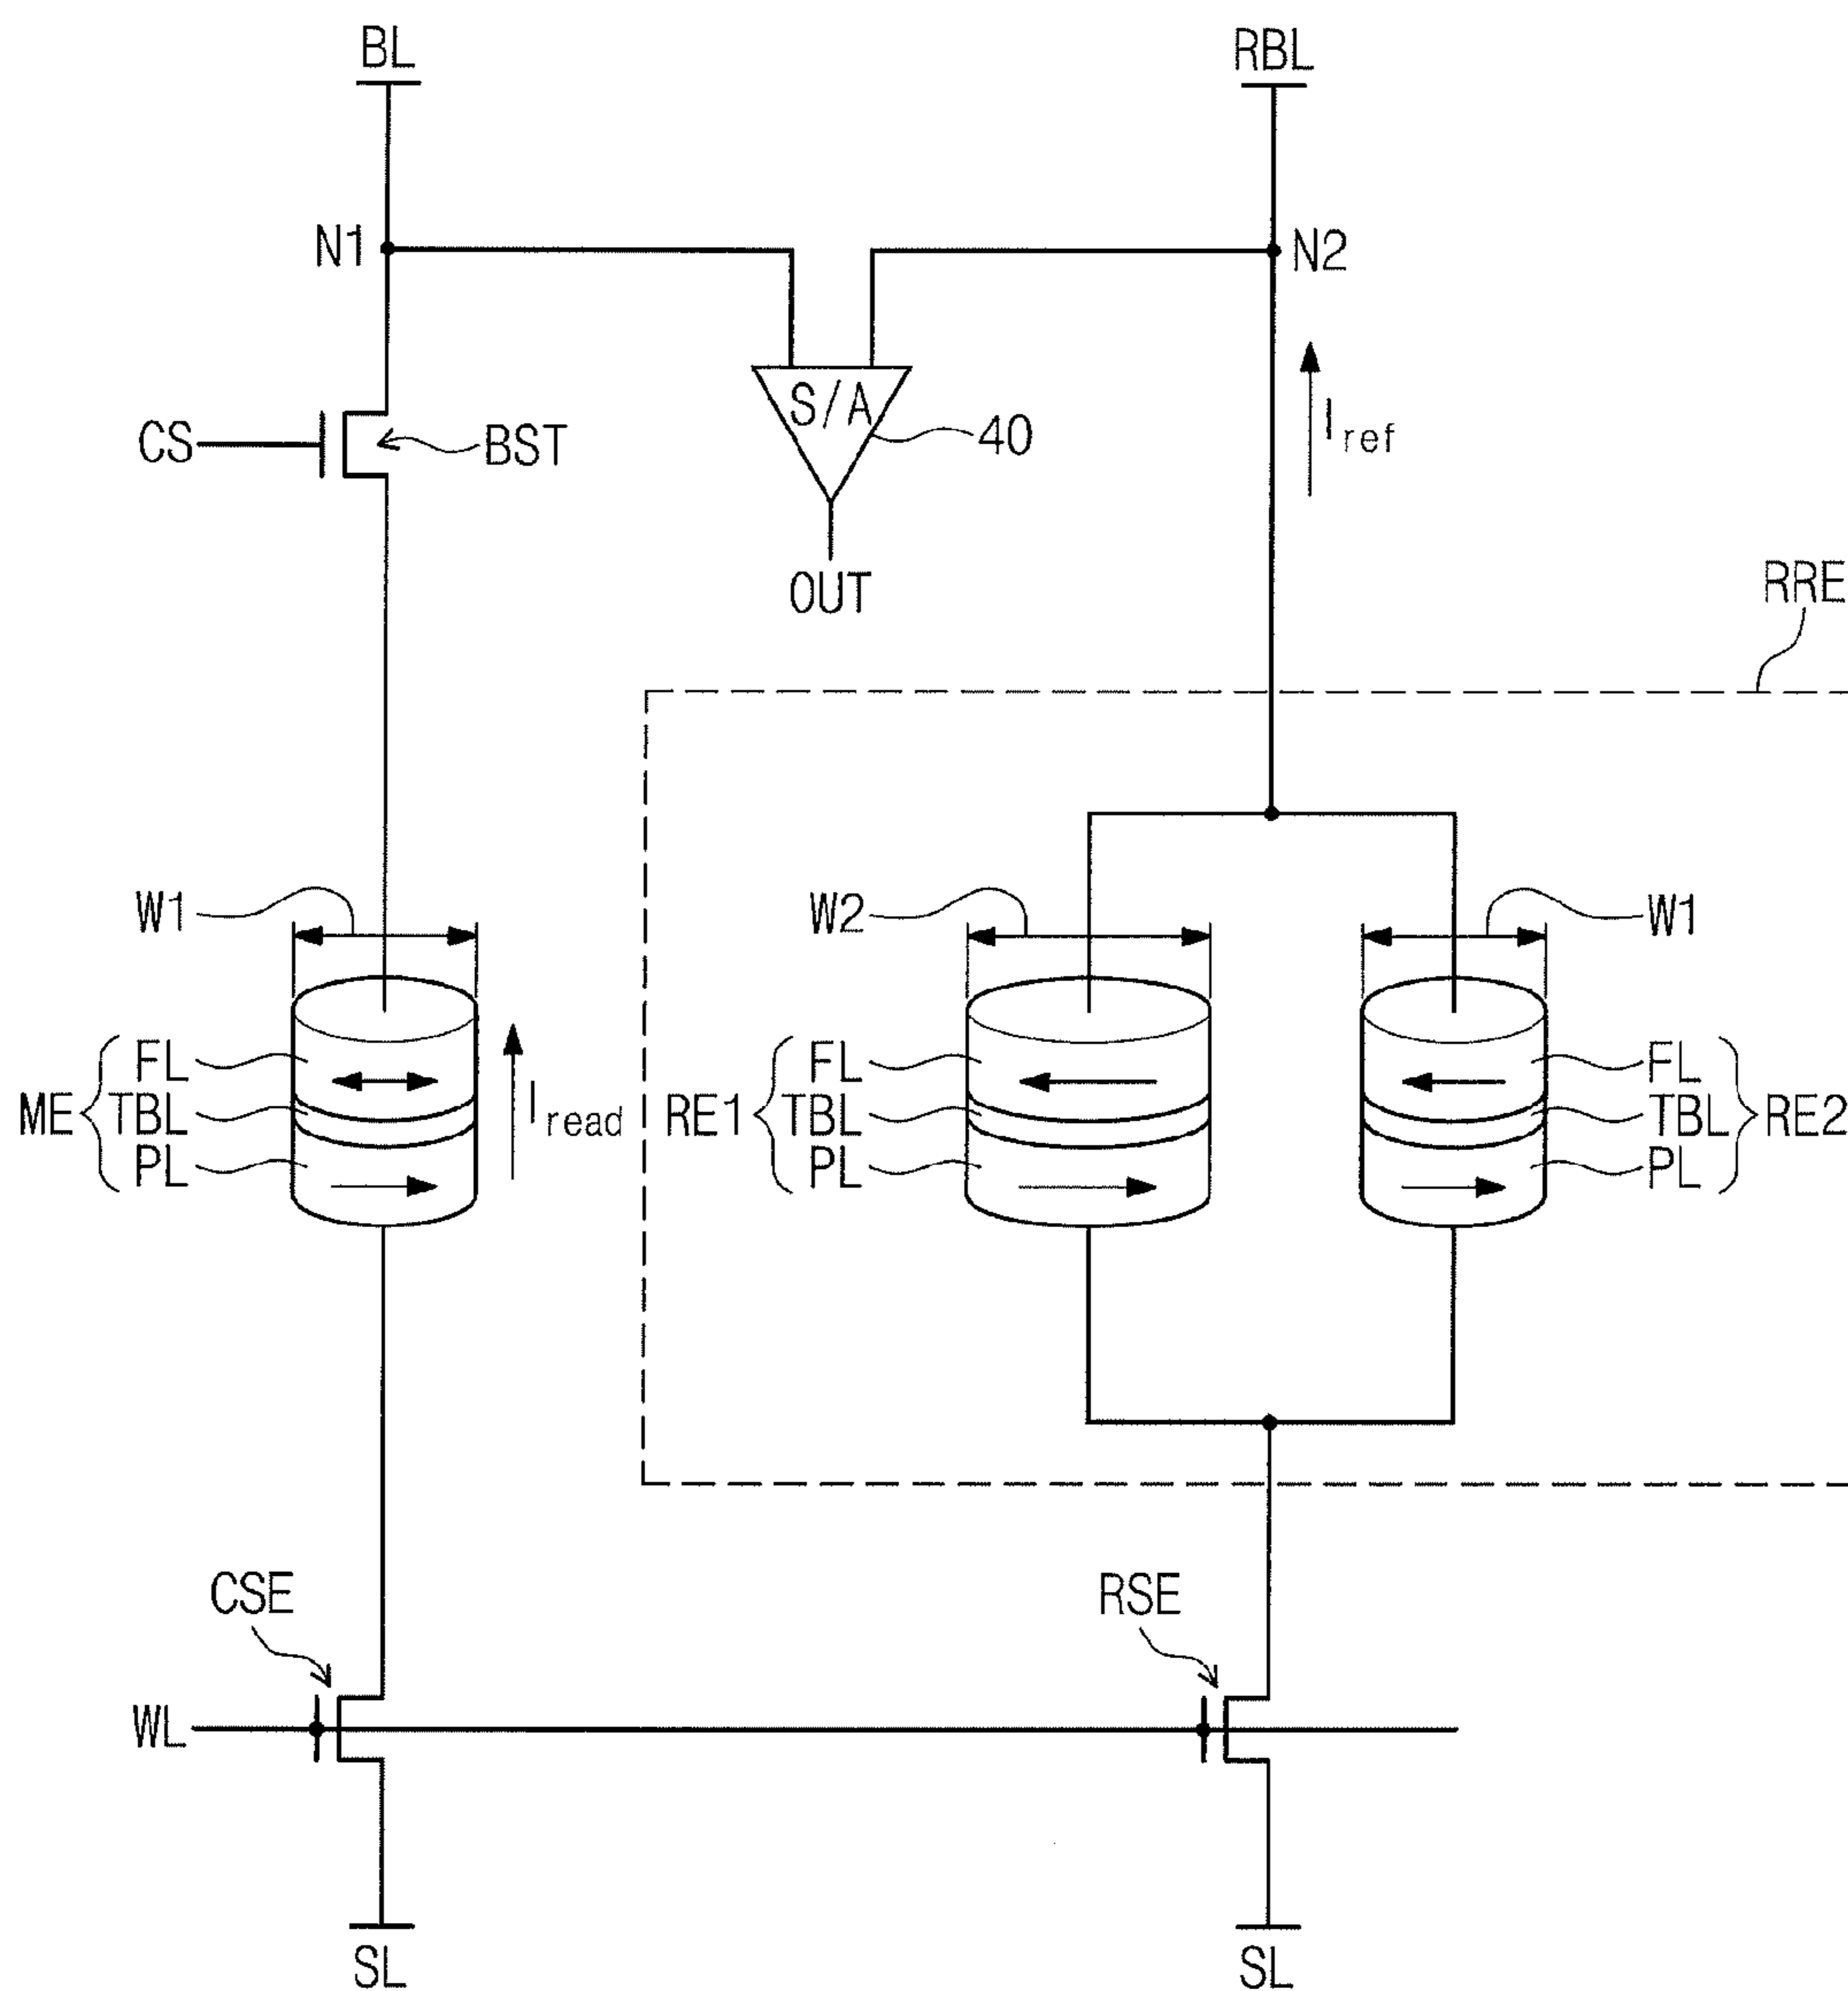 BL
RBL
N1
N2
S/A
CS
BST
40
Iref
OUT
RRE
W1
W2
W1
FL
FL
FL
ME
TBL
Iread
RE1
TBL
TBL
RE2
PL
PL
PL
CSE
RSE
WL
SL
SL